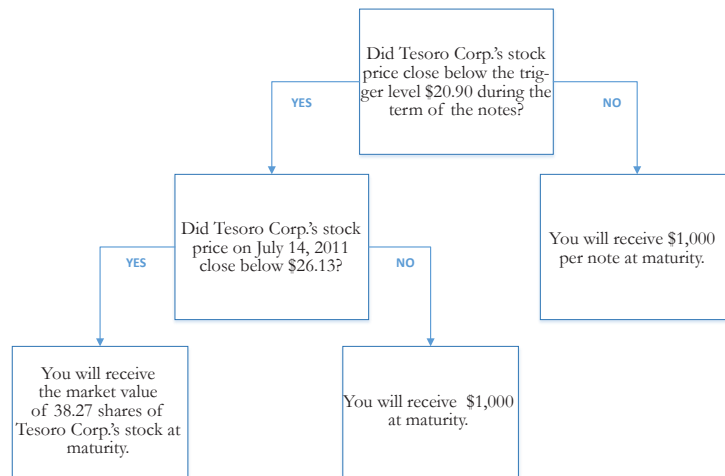 Did Tesoro Corp.'s stock
price close below the trig-
ger level $20.90 during the
term of the notes?
YES
NO
Did Tesoro Corp.'s stock
price on July 14, 2011
close below $26.13?
You will receive $1,000
per note at maturity.
YES
NO
You will receive
the market value
of 38.27 shares of
Tesoro Corp.'s stock at
maturity.
You will receive $1,000
at maturity.